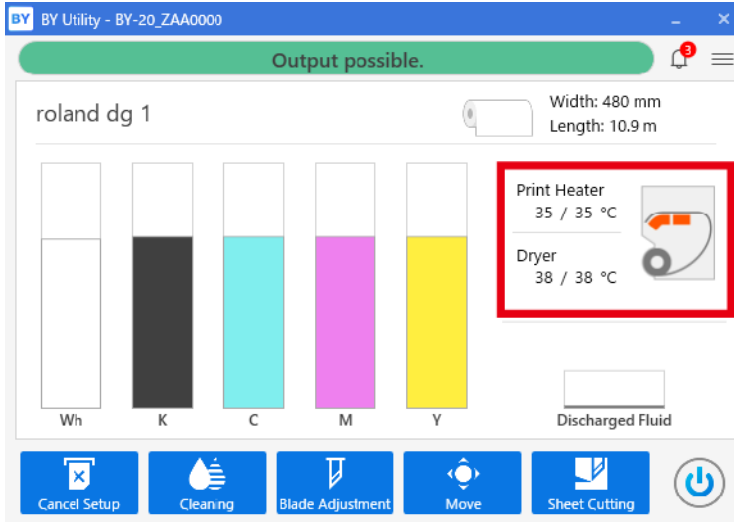 BY BY Utility - BY-20_ZAA0000
Output possible.
3
roland dg 1
Width: 480 mm
Length: 10.9 m
Print Heater
35 / 35 °C
Dryer
38 / 38 °C
Wh K C M Y
Discharged Fluid
Cancel Setup Cleaning Blade Adjustment Move Sheet Cutting